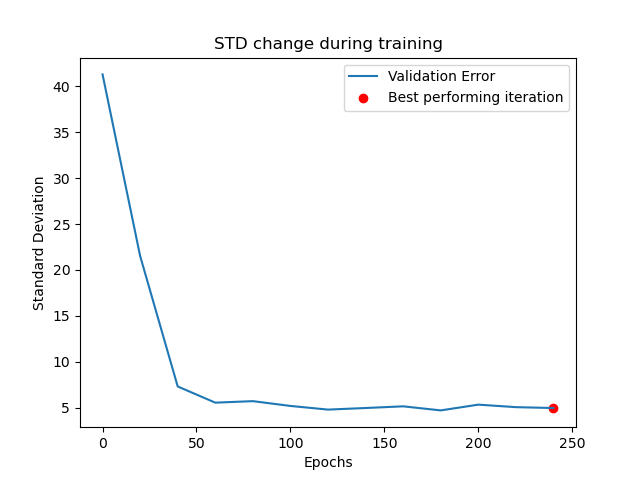 STD change during training
Validation Error
Best performing iteration
Standard Deviation
40
35
30
25
20
15
10
5
0
50
100
150
200
250
Epochs